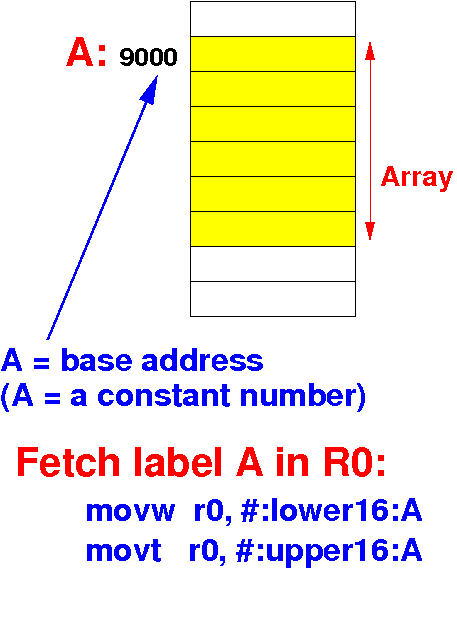 A: 9000
Array
A = base address
(A = a constant number)
Fetch label A in R0:
movw r0, #:lower16:A
movt r0, #:upper16:A